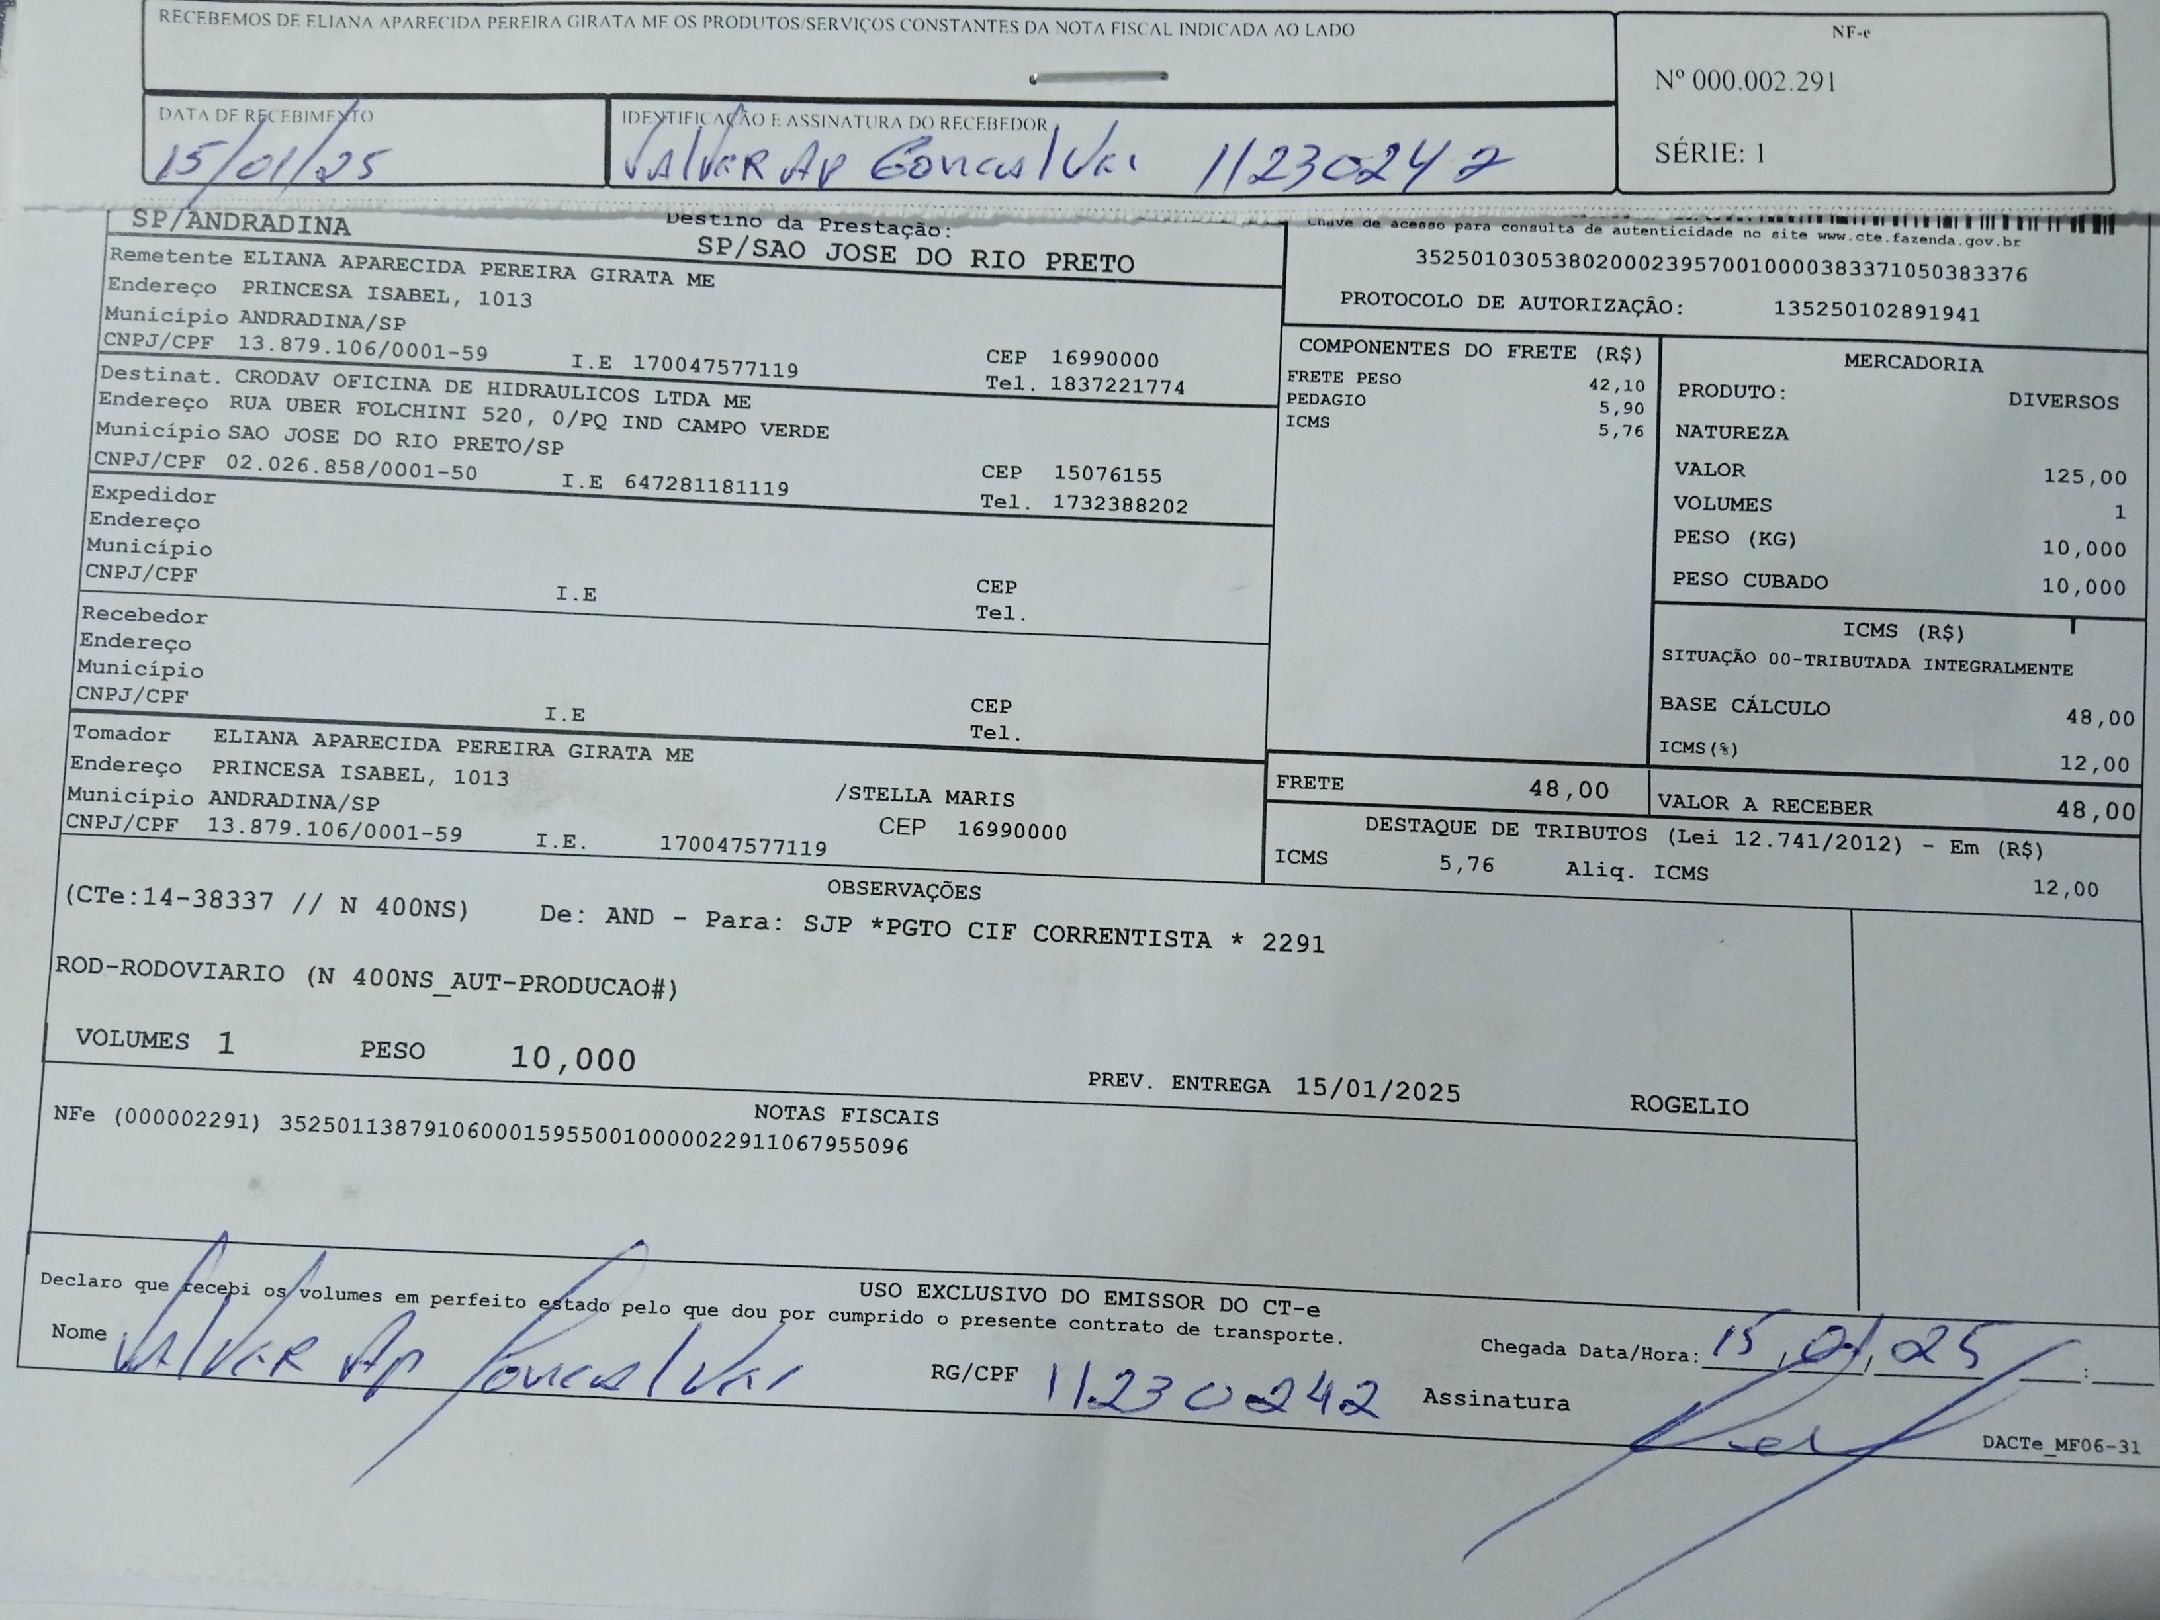 RECEBEMOS DE ELIANA APARECIDA PEREIRA GIRATA ME OS PRODUTOS/SERVIÇOS CONSTANTES DA NOTA FISCAL INDICADA AO LADO
NF-e
Nº 000.002.291
SÉRIE: 1
DATA DE RECEBIMENTO
15/01/25
IDENTIFICAÇÃO E ASSINATURA DO RECEBEDOR
VALVER AP GONCALVES 11230242
SP/ANDRADINA
Destino da Prestação:
SP/SAO JOSE DO RIO PRETO
Chave de acesso para consulta de autenticidade no site www.cte.fazenda.gov.br
35250103053802000239570010000383371050383376
PROTOCOLO DE AUTORIZAÇÂO: 135250102891941
Remetente ELIANA APARECIDA PEREIRA GIRATA ME
Endereço PRINCESA ISABEL, 1013
Município ANDRADINA/SP
CEP 16990000
CNPJ/CPF 13.879.106/0001-59 I.E 170047577119 Tel. 1837221774
Destinat. CRODAV OFICINA DE HIDRAULICOS LTDA ME
Endereço RUA UBER FOLCHINI 520, 0/PQ IND CAMPO VERDE
Município SAO JOSE DO RIO PRETO/SP
CEP 15076155
CNPJ/CPF 02.026.858/0001-50 I.E 647281181119 Tel. 1732388202
Expedidor
Endereço
Município
CEP
CNPJ/CPF I.E Tel.
Recebedor
Endereço
Município
CEP
CNPJ/CPF I.E Tel.
Tomador ELIANA APARECIDA PEREIRA GIRATA ME
Endereço PRINCESA ISABEL, 1013 /STELLA MARIS
Município ANDRADINA/SP CEP 16990000
CNPJ/CPF 13.879.106/0001-59 I.E. 170047577119
COMPONENTES DO FRETE (R$)
FRETE PESO 42,10
PEDAGIO 5,90
ICMS 5,76
MERCADORIA
PRODUTO: DIVERSOS
NATUREZA
VALOR 125,00
VOLUMES 1
PESO (KG) 10,000
PESO CUBADO 10,000
ICMS (R$)
SITUAÇÃO 00-TRIBUTADA INTEGRALMENTE
BASE CÁLCULO 48,00
ICMS(%) 12,00
FRETE 48,00 VALOR A RECEBER 48,00
DESTAQUE DE TRIBUTOS (Lei 12.741/2012) - Em (R$)
ICMS 5,76 Aliq. ICMS 12,00
OBSERVAÇÕES
(CTe:14-38337 // N 400NS) De: AND - Para: SJP *PGTO CIF CORRENTISTA * 2291
ROD-RODOVIARIO (N 400NS_AUT-PRODUCAO#)
VOLUMES 1 PESO 10,000 PREV. ENTREGA 15/01/2025 ROGELIO
NOTAS FISCAIS
NFe (000002291) 35250113879106000159550010000022911067955096
USO EXCLUSIVO DO EMISSOR DO CT-e
Declaro que recebi os volumes em perfeito estado pelo que dou por cumprido o presente contrato de transporte.
Chegada Data/Hora: 15,01,25 :
Nome VALVER AP GONCALVES RG/CPF 11230242 Assinatura
DACTe_MF06-31